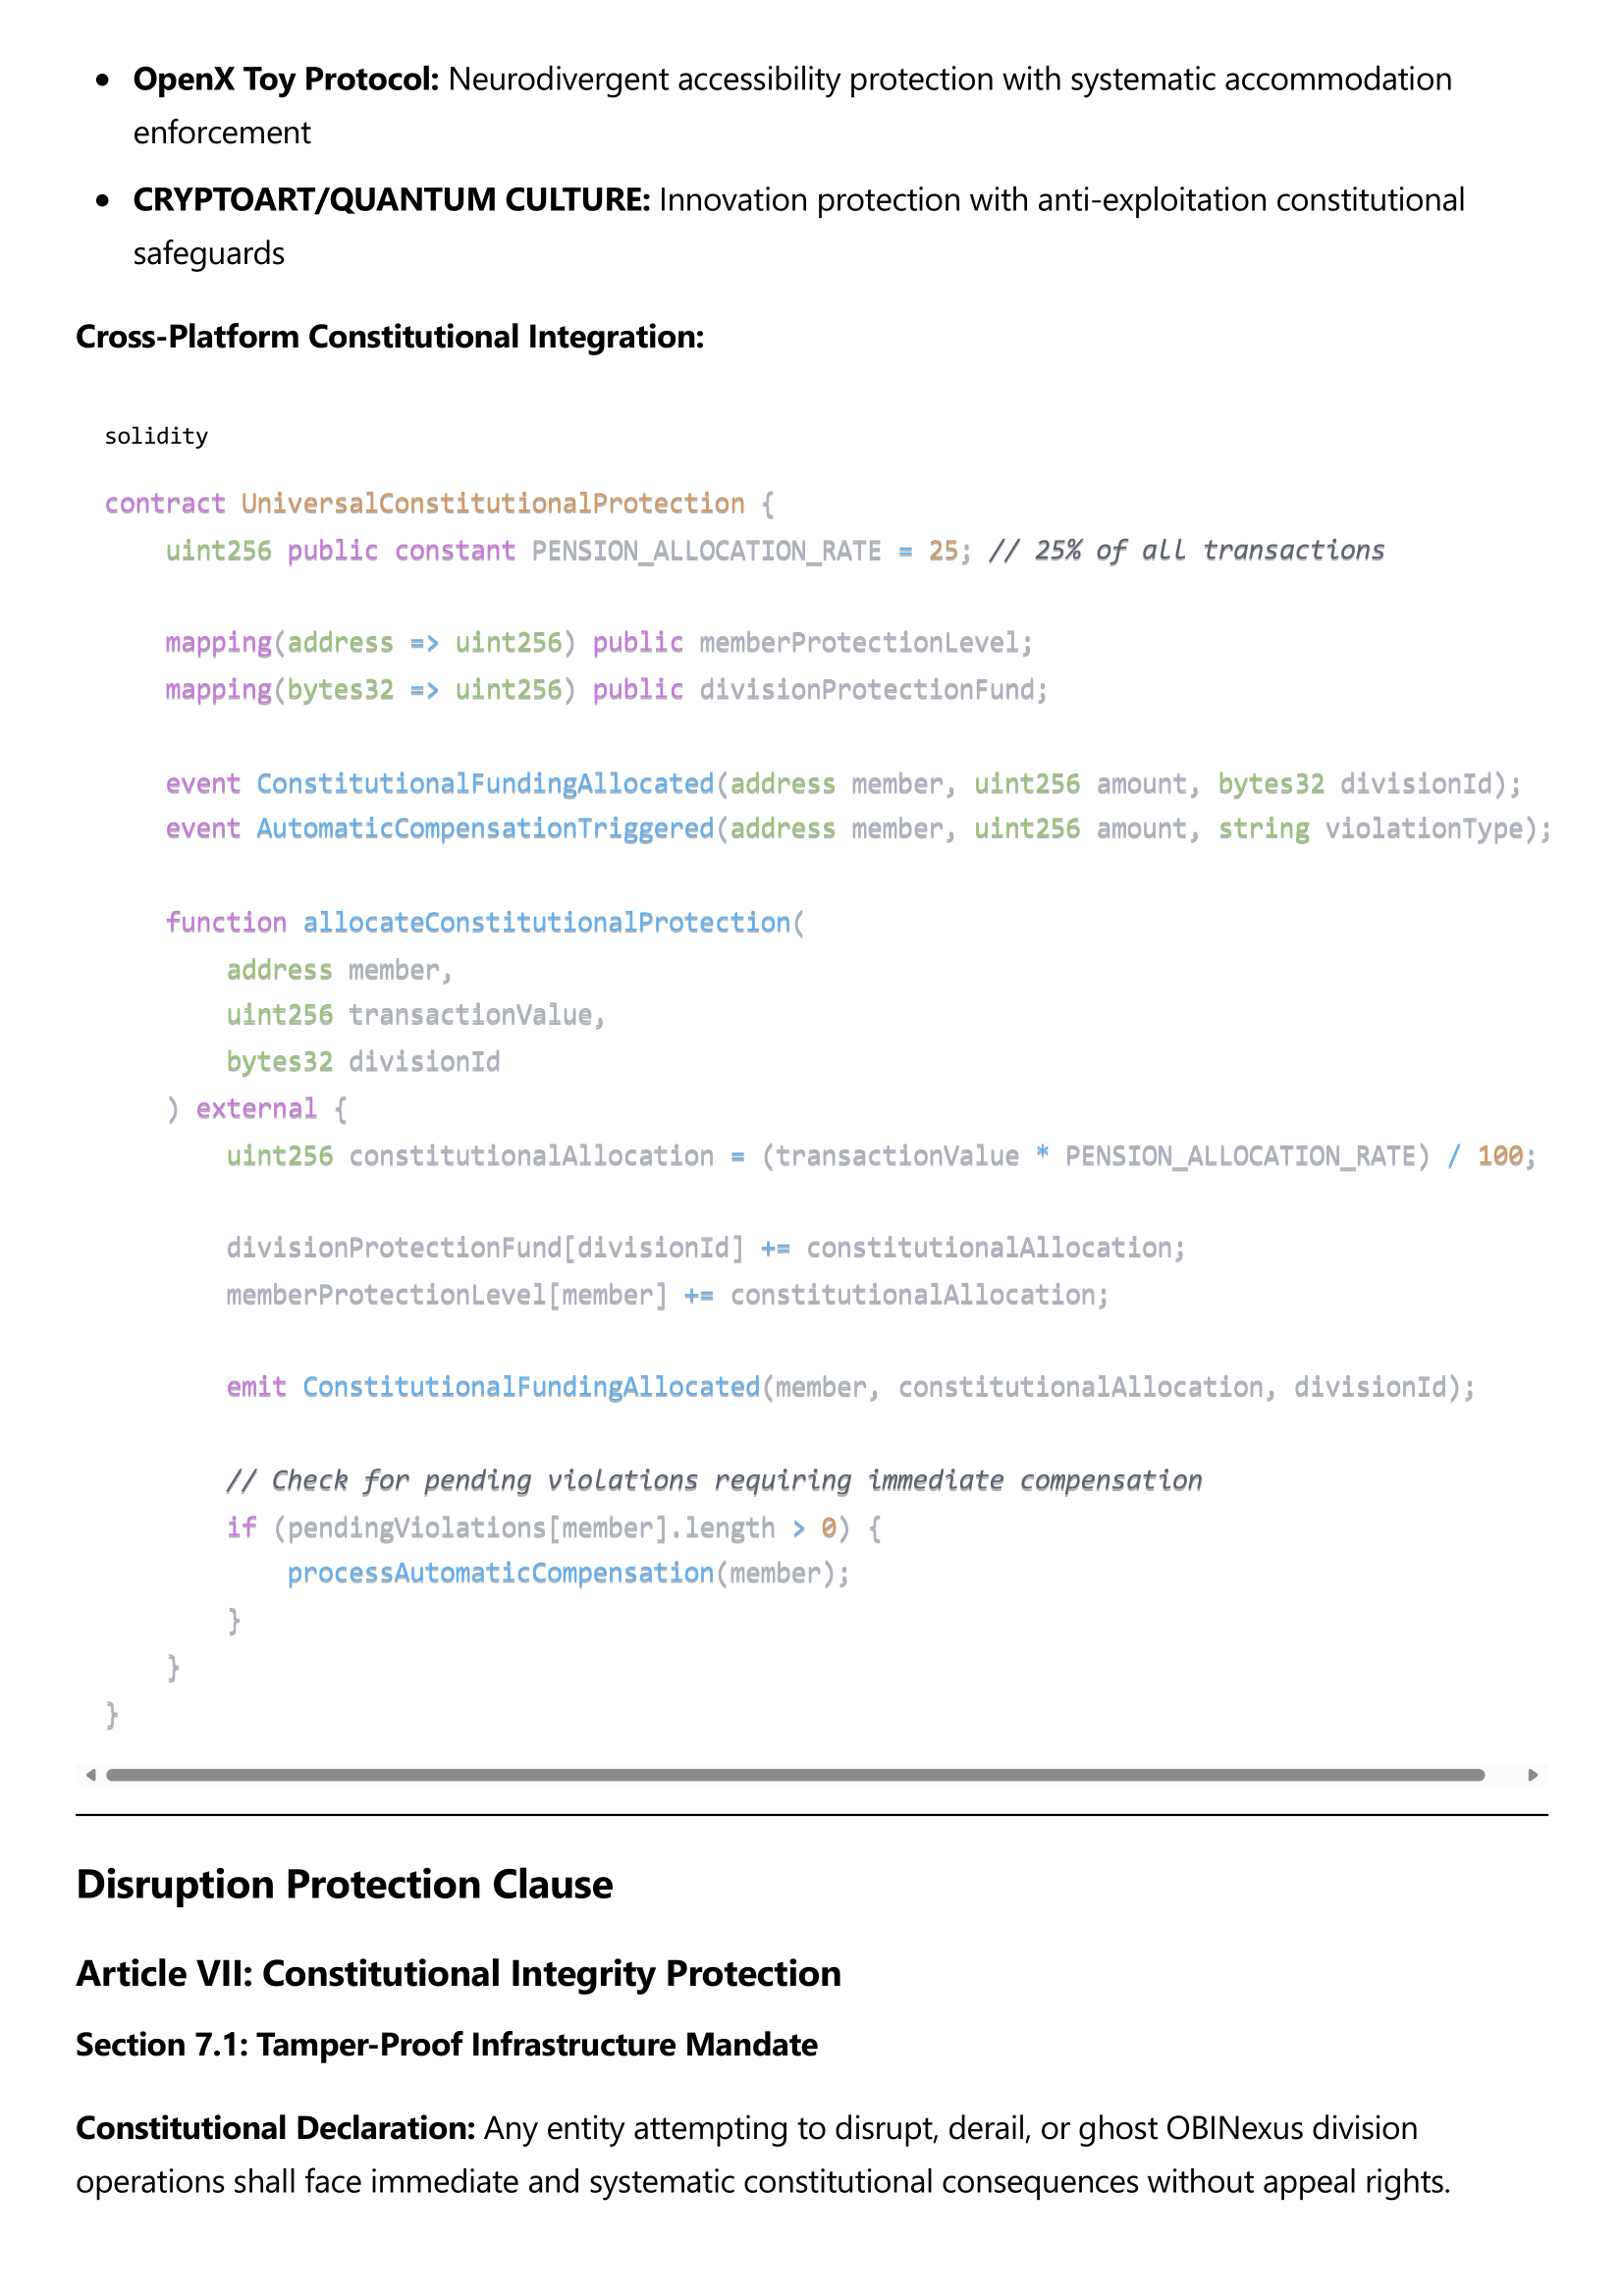 • OpenX Toy Protocol: Neurodivergent accessibility protection with systematic accommodation
enforcement
• CRYPTOART/QUANTUM CULTURE: Innovation protection with anti-exploitation constitutional
safeguards
Cross-Platform Constitutional Integration:
solidity
contract UniversalConstitutionalProtection {
    uint256 public constant PENSION_ALLOCATION_RATE = 25; // 25% of all transactions
    mapping(address => uint256) public memberProtectionLevel;
    mapping(bytes32 => uint256) public divisionProtectionFund;
    event ConstitutionalFundingAllocated(address member, uint256 amount, bytes32 divisionId);
    event AutomaticCompensationTriggered(address member, uint256 amount, string violationType);
    function allocateConstitutionalProtection(
        address member,
        uint256 transactionValue,
        bytes32 divisionId
    ) external {
        uint256 constitutionalAllocation = (transactionValue * PENSION_ALLOCATION_RATE) / 100;
        divisionProtectionFund[divisionId] += constitutionalAllocation;
        memberProtectionLevel[member] += constitutionalAllocation;
        emit ConstitutionalFundingAllocated(member, constitutionalAllocation, divisionId);
        // Check for pending violations requiring immediate compensation
        if (pendingViolations[member].length > 0) {
            processAutomaticCompensation(member);
        }
    }
}
Disruption Protection Clause
Article VII: Constitutional Integrity Protection
Section 7.1: Tamper-Proof Infrastructure Mandate
Constitutional Declaration: Any entity attempting to disrupt, derail, or ghost OBINexus division
operations shall face immediate and systematic constitutional consequences without appeal rights.